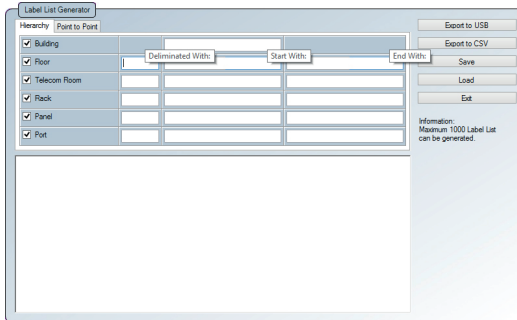 Label List Generator
Hierarchy Point to Point
Building
Deliminated With: Start With: End With:
Floor
Telecom Room
Rack
Panel
Port
Export to USB
Export to CSV
Save
Load
Exit
Information:
Maximum 1000 Label List
can be generated.